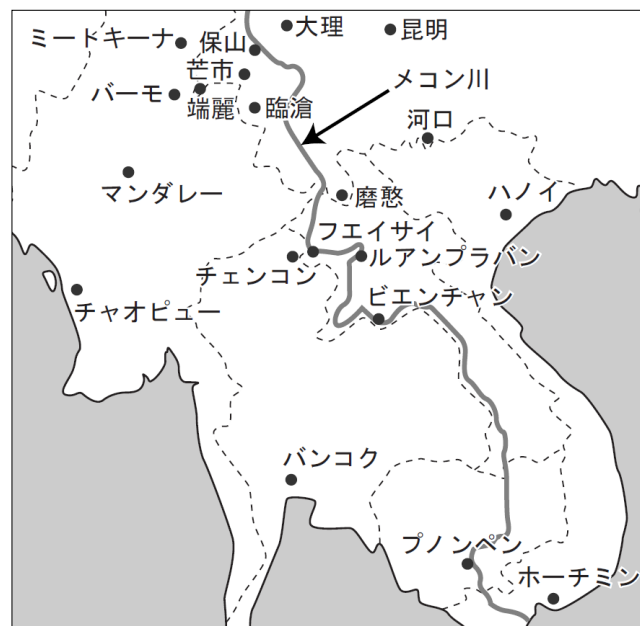 大理
昆明
ミードキーナ
保山
芒市
メコン川
バーモ
端麗
臨滄
河口
マンダレー
磨憨
ハノイ
フエイサイ
チェンコン
ルアンプラバン
ビエンチャン
チャオピュー
バンコク
プノンペン
ホーチミン